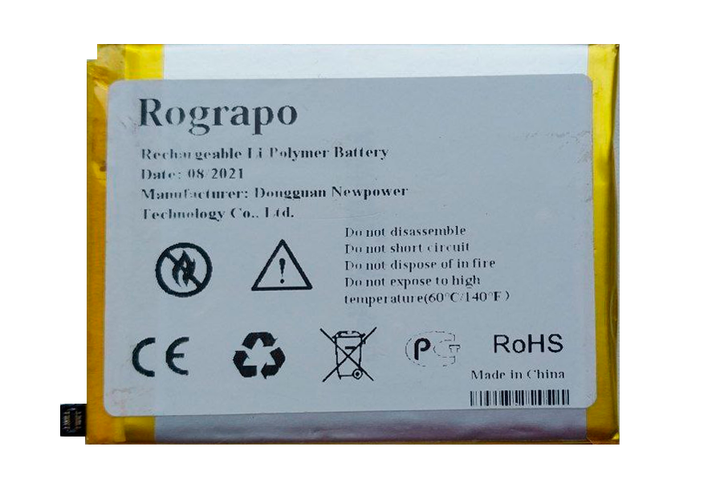 Rograpo
Rechargeable Li Polymer Battery
Date: 08/2021
Manufacturer: Dongguan Newpower
Technology Co., Ltd.
Do not disassemble
Do not short circuit
Do not dispose of in fire
Do not expose to high
temperature(60°C/140°F)
CE
PG
RoHS
Made in China